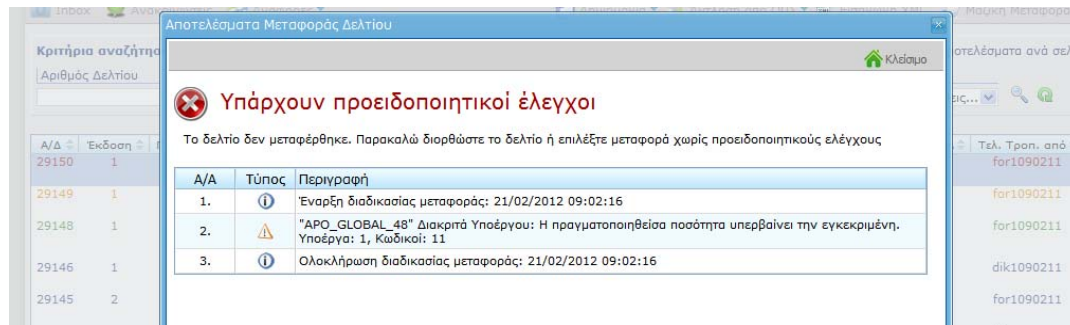 Inbox
Αποτελέσματα Μεταφοράς Δελτίου
Κριτήρια αναζήτησ
Κλείσιμο
Αριθμός Δελτίου
Υπάρχουν προειδοποιητικοί έλεγχοι
Το δελτίο δεν μεταφέρθηκε. Παρακαλώ διορθώστε το δελτίο ή επιλέξτε μεταφορά χωρίς προειδοποιητικούς ελέγχους
Α/Δ Έκδοση Τελ. Τροπ. από
29150 1 for1090211
Α/Α Τύπος Περιγραφή
1. Έναρξη διαδικασίας μεταφοράς: 21/02/2012 09:02:16
29149 1 for1090211
2. "APO_GLOBAL_48" Διακριτά Υποέργου: Η πραγματοποιηθείσα ποσότητα υπερβαίνει την εγκεκριμένη.
Υποέργα: 1, Κωδικοί: 11
29148 1 for1090211
3. Ολοκλήρωση διαδικασίας μεταφοράς: 21/02/2012 09:02:16
29146 1 dik1090211
29145 2 for1090211